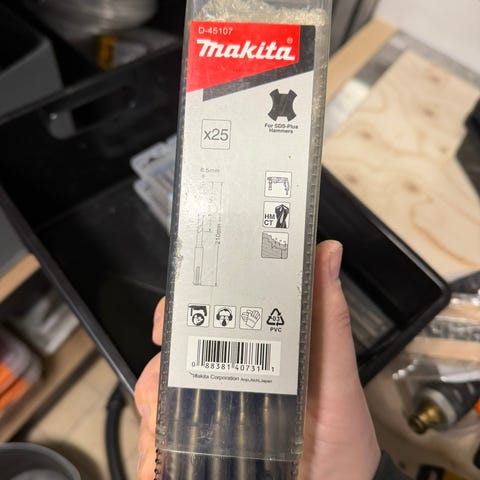 D-45107
makita®
x25
For SDS-Plus
Hammers
6.5mm
210mm
HM
CT
03
PVC
0 88381 40731 1
Makita Corporation Anjo,Aichi,Japan